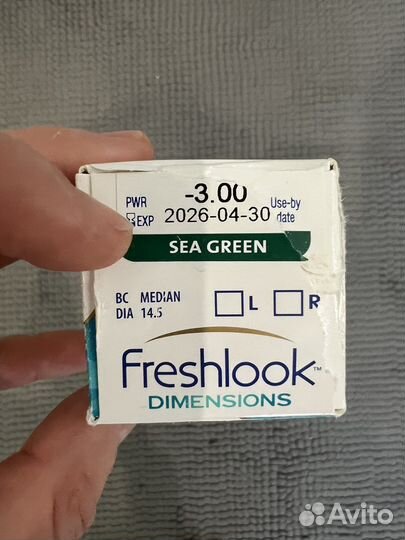 PWR -3.00
EXP 2026-04-30 Use-by date
SEA GREEN
BC MEDIAN L R
DIA 14.5
Freshlook™
DIMENSIONS
Avito